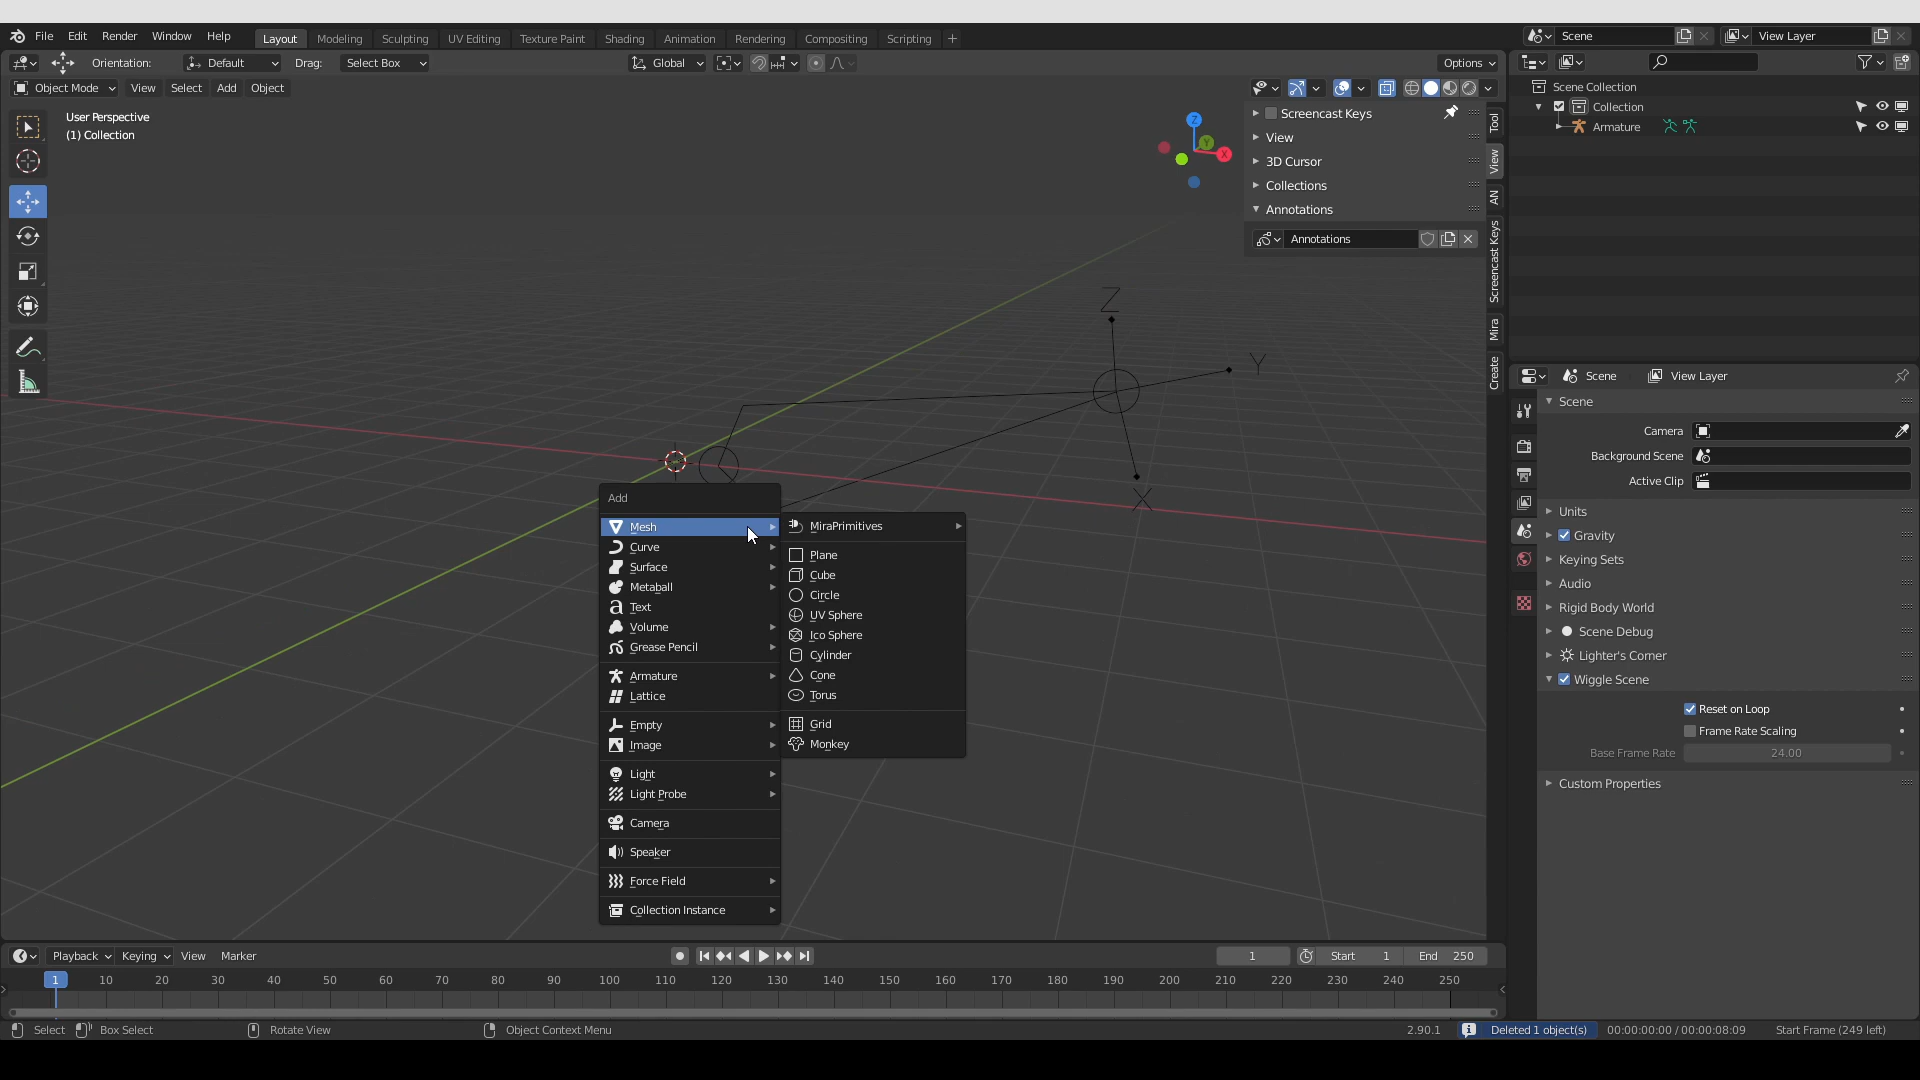 File Edit Render Window Help Layout Modeling Sculpting UV Editing Texture Paint Shading Animation Rendering Compositing Scripting + Scene View Layer
Orientation: Default Drag: Select Box Global Options
Object Mode View Select Add Object
User Perspective
(1) Collection
Z
Y
X
Screencast Keys
View
3D Cursor
Collections
Annotations
Annotations
Tool
View
AN
Screencast Keys
Mira
Create
Z
Y
X
Scene Collection
Collection
Armature
Scene View Layer
Scene
Camera
Background Scene
Active Clip
Units
Gravity
Keying Sets
Audio
Rigid Body World
Scene Debug
Lighter's Corner
Wiggle Scene
Reset on Loop
Frame Rate Scaling
Base Frame Rate 24.00
Custom Properties
Add
Mesh
Curve
Surface
Metaball
Text
Volume
Grease Pencil
Armature
Lattice
Empty
Image
Light
Light Probe
Camera
Speaker
Force Field
Collection Instance
MiraPrimitives
Plane
Cube
Circle
UV Sphere
Ico Sphere
Cylinder
Cone
Torus
Grid
Monkey
Playback Keying View Marker 1 Start 1 End 250
1 10 20 30 40 50 60 70 80 90 100 110 120 130 140 150 160 170 180 190 200 210 220 230 240 250
Select Box Select Rotate View Object Context Menu 2.90.1 Deleted 1 object(s) 00:00:00:00 / 00:00:08:09 Start Frame (249 left)